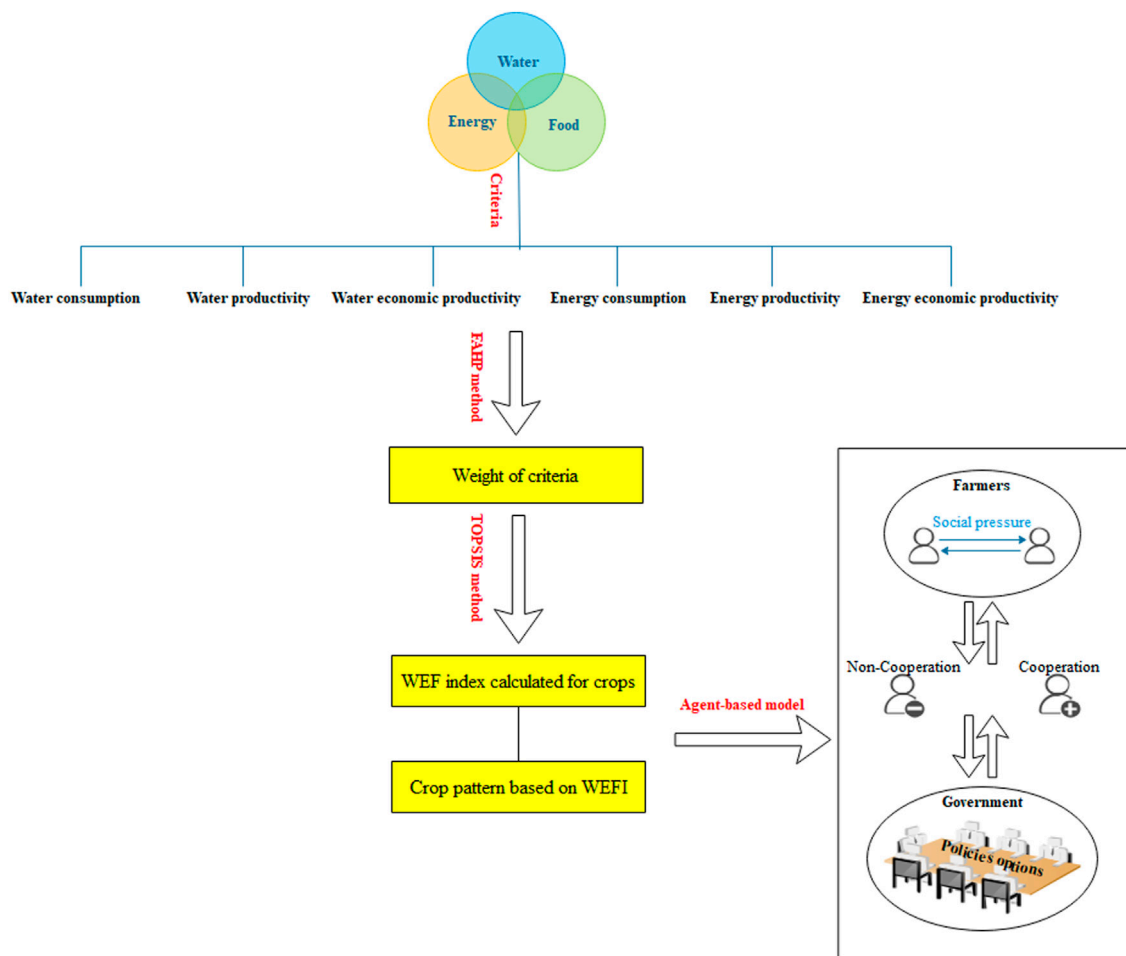 Water
Energy
Food
Criteria
Water consumption
Water productivity
Water economic productivity
Energy consumption
Energy productivity
Energy economic productivity
FAHP method
Weight of criteria
TOPSIS method
WEF index calculated for crops
Crop pattern based on WEFI
Agent-based model
Farmers
Social pressure
Non-Cooperation
Cooperation
Government
Policies options